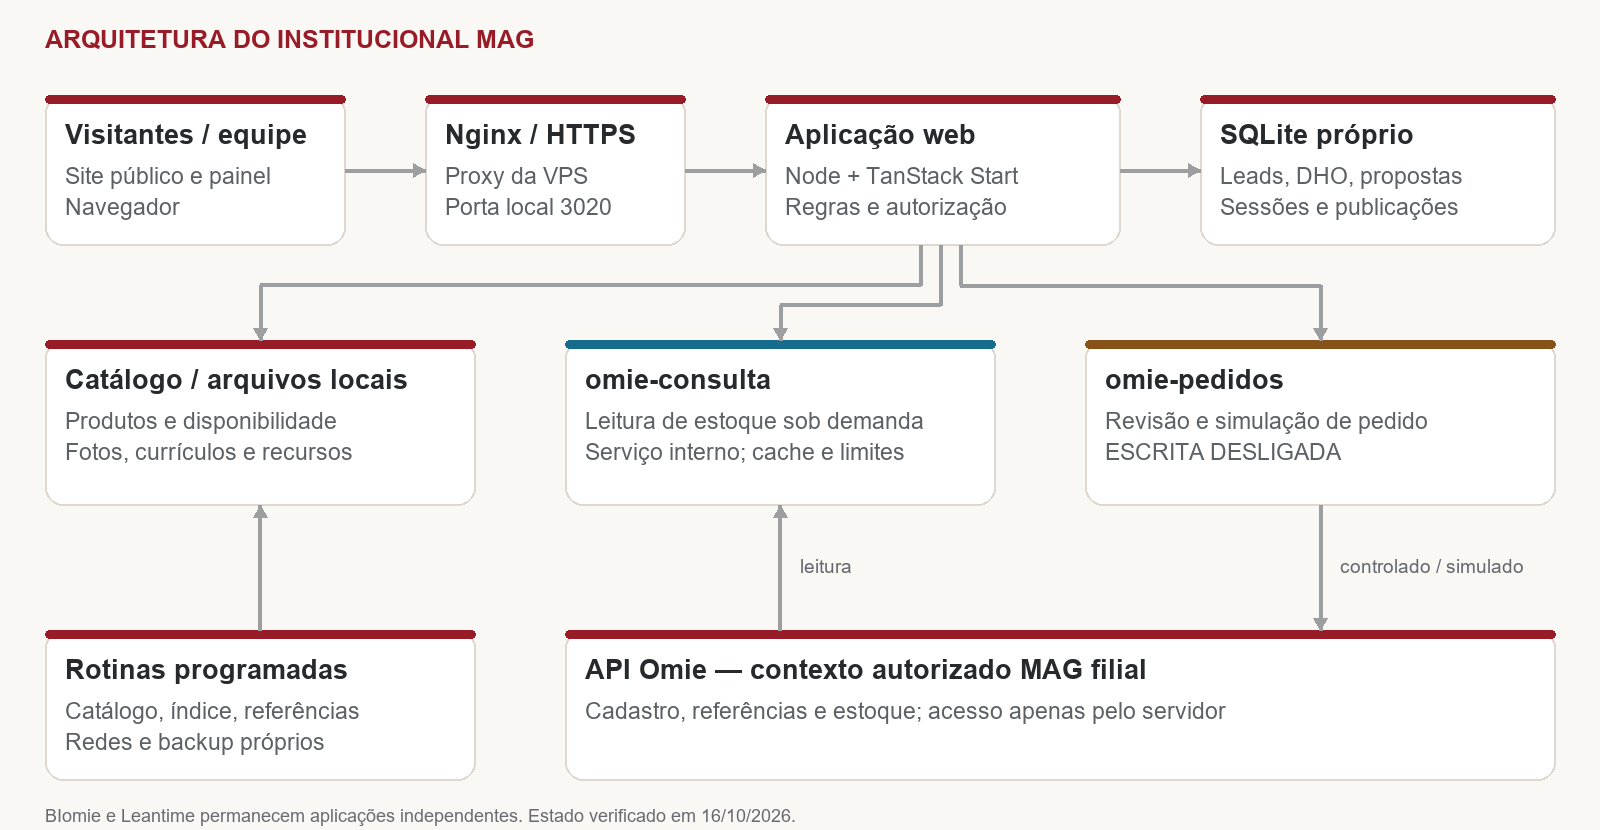 ARQUITETURA DO INSTITUCIONAL MAG
Visitantes / equipe
Site público e painel
Navegador
Nginx / HTTPS
Proxy da VPS
Porta local 3020
Aplicação web
Node + TanStack Start
Regras e autorização
SQLite próprio
Leads, DHO, propostas
Sessões e publicações
Catálogo / arquivos locais
Produtos e disponibilidade
Fotos, currículos e recursos
omie-consulta
Leitura de estoque sob demanda
Serviço interno; cache e limites
omie-pedidos
Revisão e simulação de pedido
ESCRITA DESLIGADA
leitura
controlado / simulado
Rotinas programadas
Catálogo, índice, referências
Redes e backup próprios
API Omie — contexto autorizado MAG filial
Cadastro, referências e estoque; acesso apenas pelo servidor
BIomie e Leantime permanecem aplicações independentes. Estado verificado em 16/10/2026.